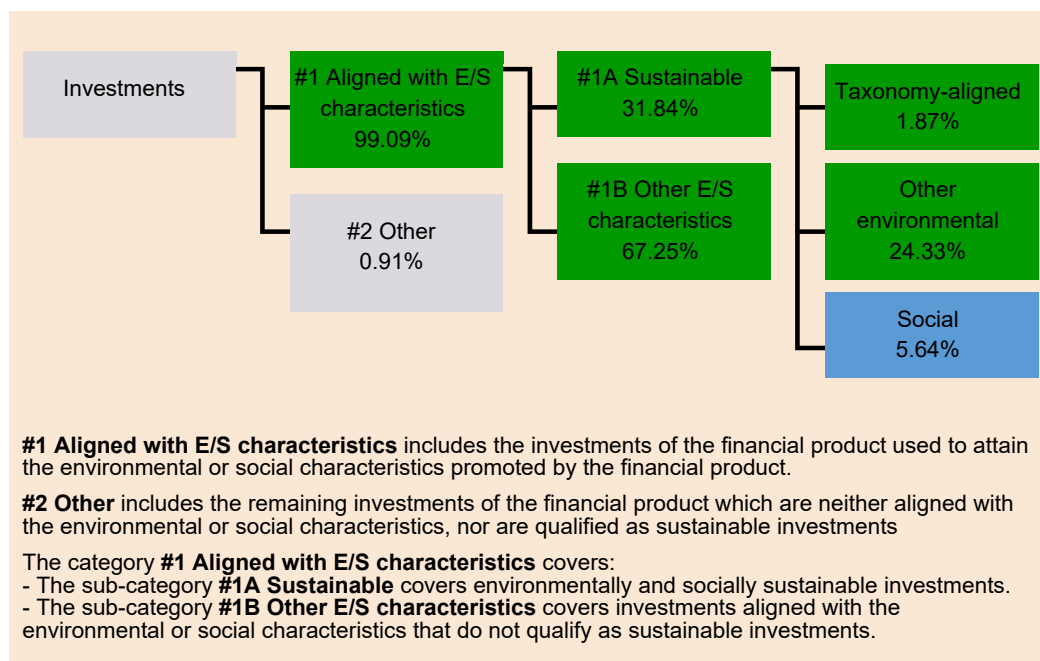 Investments
#1 Aligned with E/S
characteristics
99.09%
#2 Other
0.91%
#1A Sustainable
31.84%
#1B Other E/S
characteristics
67.25%
Taxonomy-aligned
1.87%
Other
environmental
24.33%
Social
5.64%
#1 Aligned with E/S characteristics includes the investments of the financial product used to attain
the environmental or social characteristics promoted by the financial product.
#2 Other includes the remaining investments of the financial product which are neither aligned with
the environmental or social characteristics, nor are qualified as sustainable investments
The category #1 Aligned with E/S characteristics covers:
- The sub-category #1A Sustainable covers environmentally and socially sustainable investments.
- The sub-category #1B Other E/S characteristics covers investments aligned with the
environmental or social characteristics that do not qualify as sustainable investments.